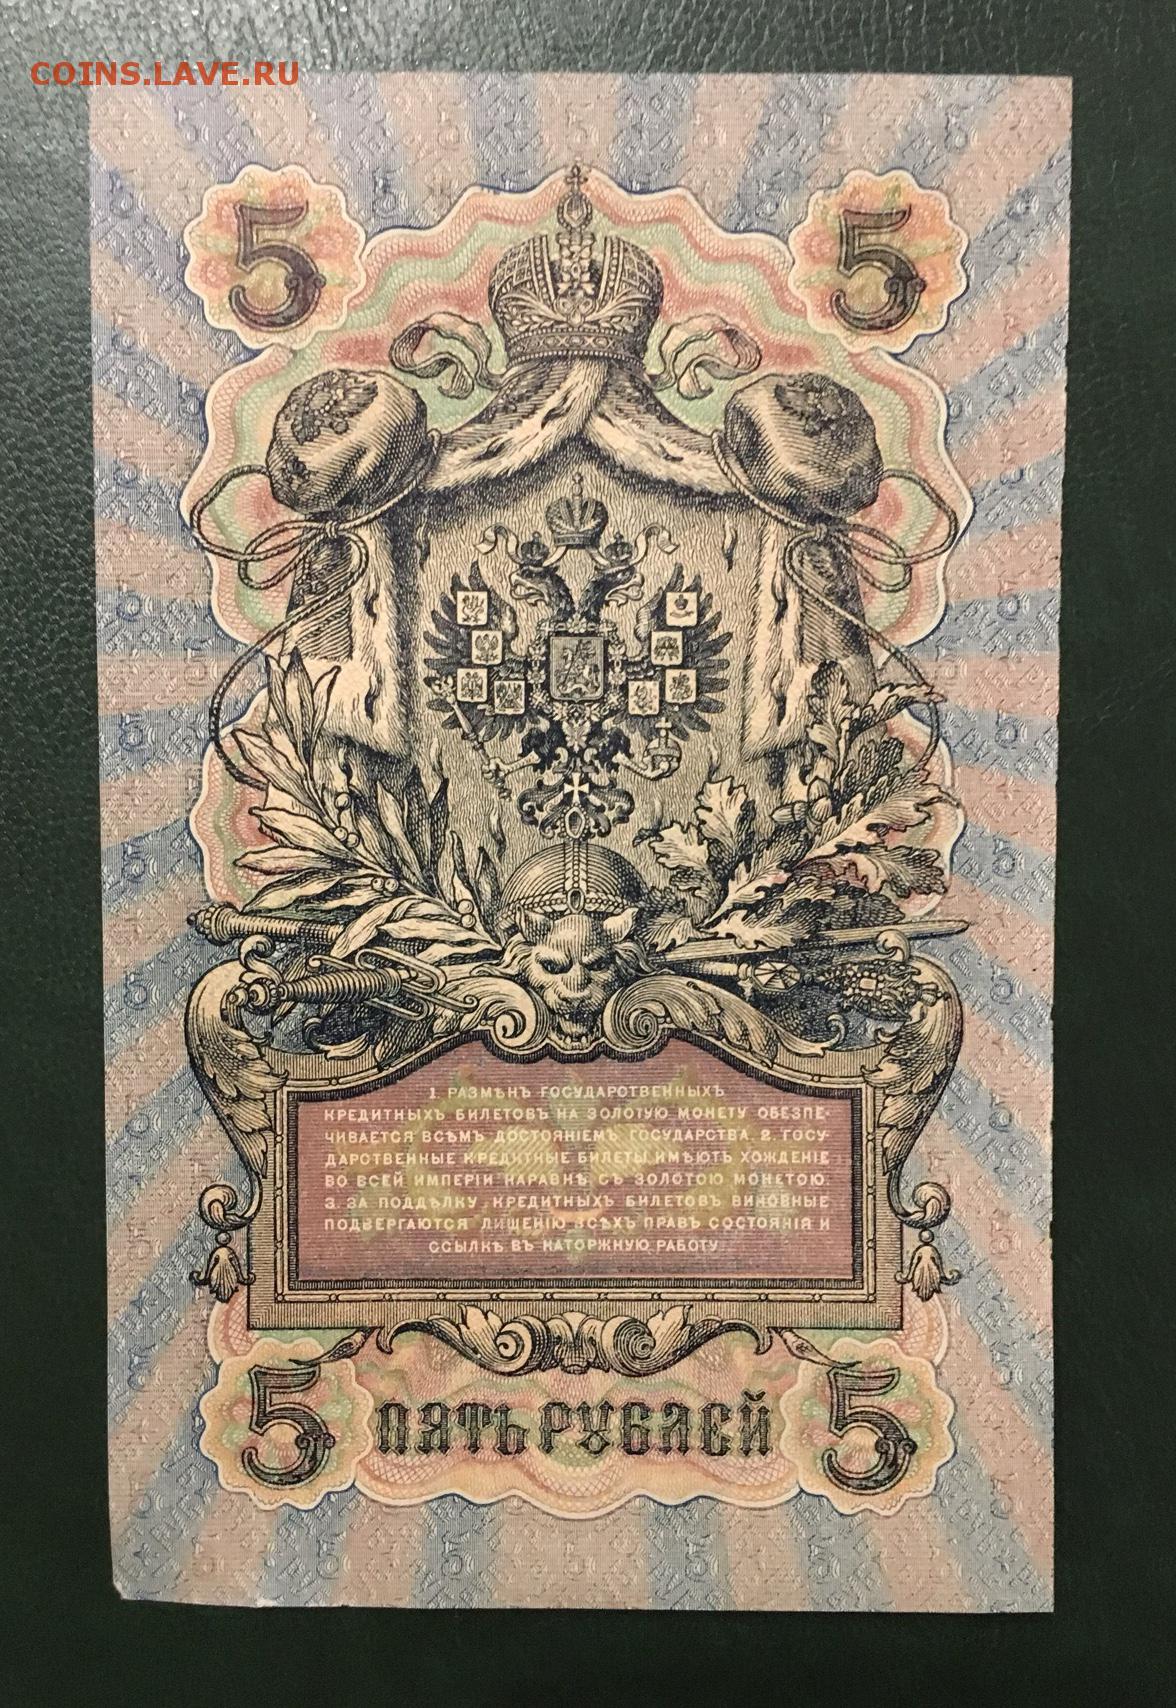 COINS.LAVE.RU
5 5
1. РАЗМѢНЪ ГОСУДАРСТВЕННЫХЪ
КРЕДИТНЫХЪ БИЛЕТОВЪ НА ЗОЛОТУЮ МОНЕТУ ОБЕЗПЕ-
ЧИВАЕТСЯ ВСѢМЪ ДОСТОЯНІЕМЪ ГОСУДАРСТВА. 2. ГОСУ-
ДАРСТВЕННЫЕ КРЕДИТНЫЕ БИЛЕТЫ ИМѢЮТЪ ХОЖДЕНІЕ
ВО ВСЕЙ ИМПЕРІИ НАРАВНѢ СЪ ЗОЛОТОЮ МОНЕТОЮ.
3. ЗА ПОДДѢЛКУ КРЕДИТНЫХЪ БИЛЕТОВЪ ВИНОВНЫЕ
ПОДВЕРГАЮТСЯ ЛИШЕНІЮ ВСѢХЪ ПРАВЪ СОСТОЯНІЯ И
ССЫЛКѢ ВЪ КАТОРЖНУЮ РАБОТУ
5 ПЯТЬ РУБЛЕЙ 5